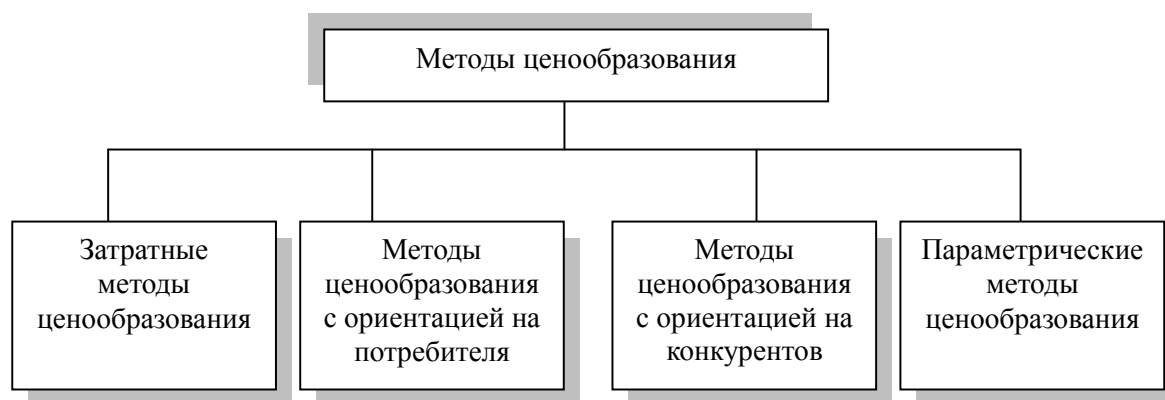 Методы ценообразования
Затратные
методы
ценообразования
Методы
ценообразования
с ориентацией на
потребителя
Методы
ценообразования
с ориентацией на
конкурентов
Параметрические
методы
ценообразования